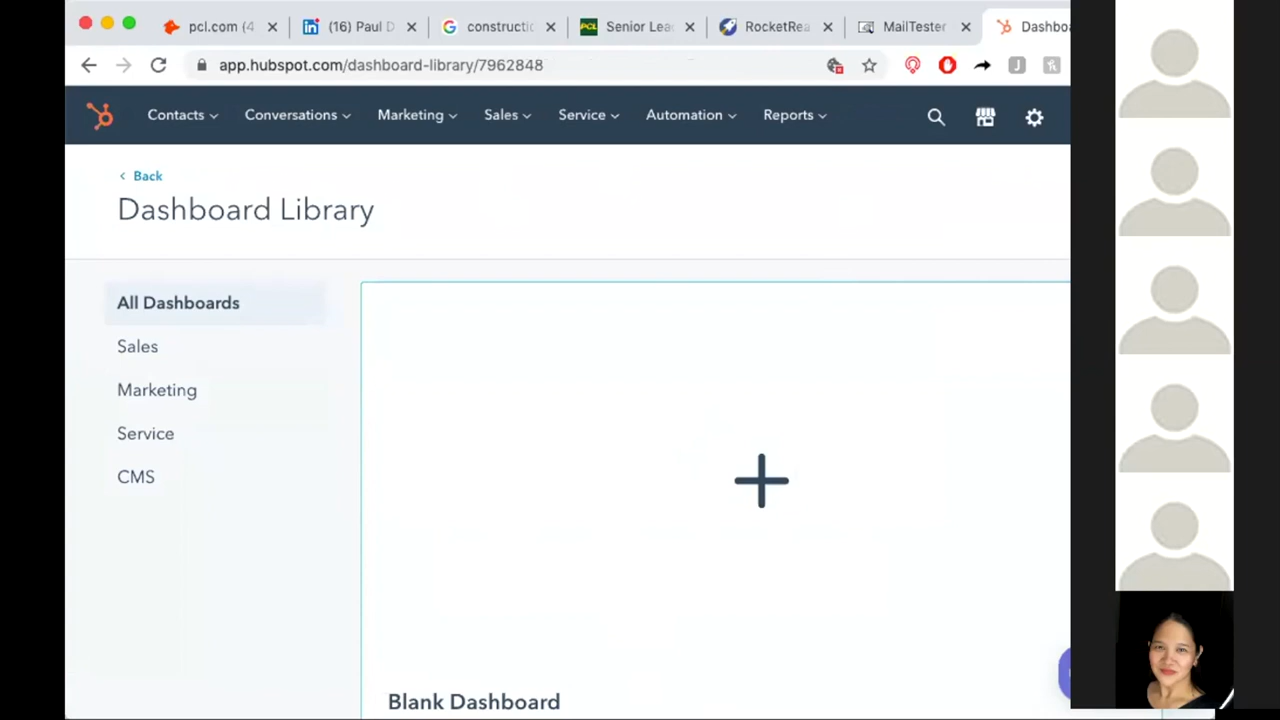 pcl.com (4
(16) Paul D
constructi
PCL
Senior Lea
RocketRea
MailTester
Dashbo
app.hubspot.com/dashboard-library/7962848
J
Contacts Conversations Marketing Sales Service Automation Reports
Back
Dashboard Library
All Dashboards
Sales
Marketing
Service
CMS
Blank Dashboard